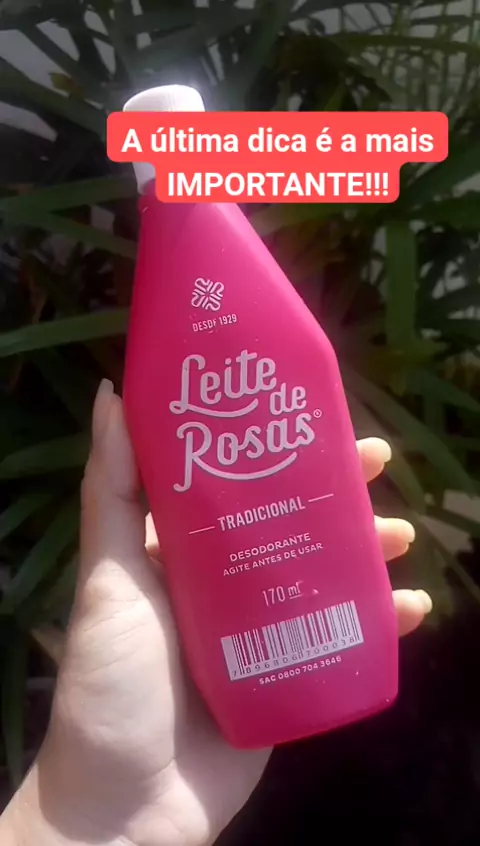 A última dica é a mais
IMPORTANTE!!!
DESDE 1929
Leite
de
Rosas®
TRADICIONAL
DESODORANTE
AGITE ANTES DE USAR
170 ml
7896806700038
SAC 0800 704 3646